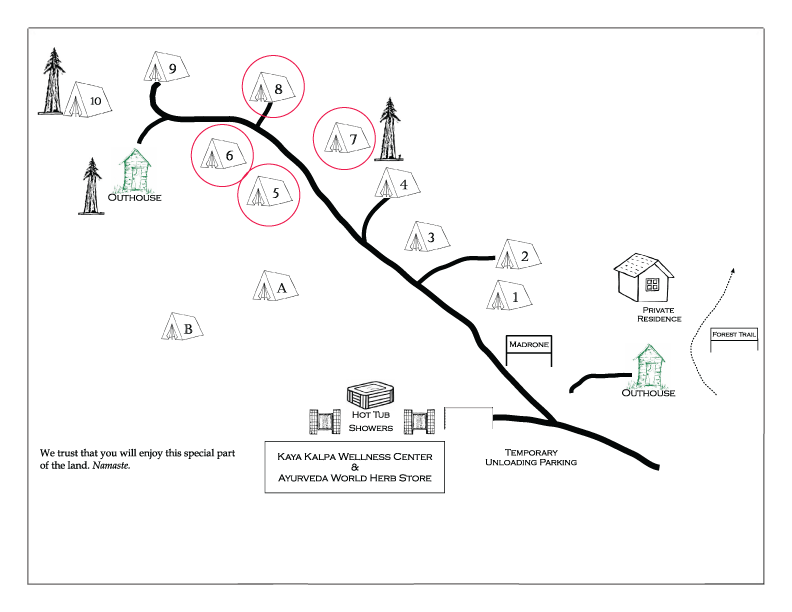 9
8
10
7
6
4
5
OUTHOUSE
3
2
A
1
B
PRIVATE
RESIDENCE
FOREST TRAIL
MADRONE
OUTHOUSE
HOT TUB
SHOWERS
We trust that you will enjoy this special part
of the land. Namaste.
KAYA KALPA WELLNESS CENTER
&
AYURVEDA WORLD HERB STORE
TEMPORARY
UNLOADING PARKING